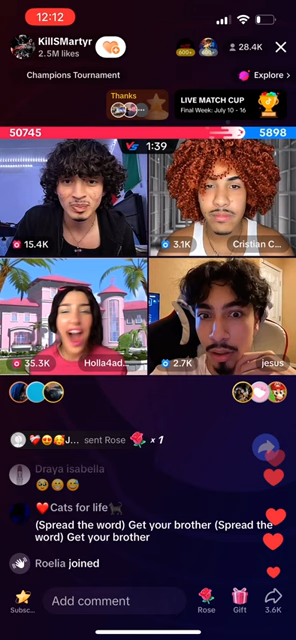 12:12
KillSMartyr
2.5M likes
600+
28.4K
Champions Tournament
Explore >
Thanks
LIVE MATCH CUP
Final Week: July 10 - 16
50745
5898
VS 1:39
15.4K
3.1K
Cristian C...
35.3K
Holla4ad...
2.7K
jesus
J... sent Rose x 1
Draya isabella
Cats for life
(Spread the word) Get your brother (Spread the
word) Get your brother
Roelia joined
Subsc...
Add comment
Rose
Gift
3.6K